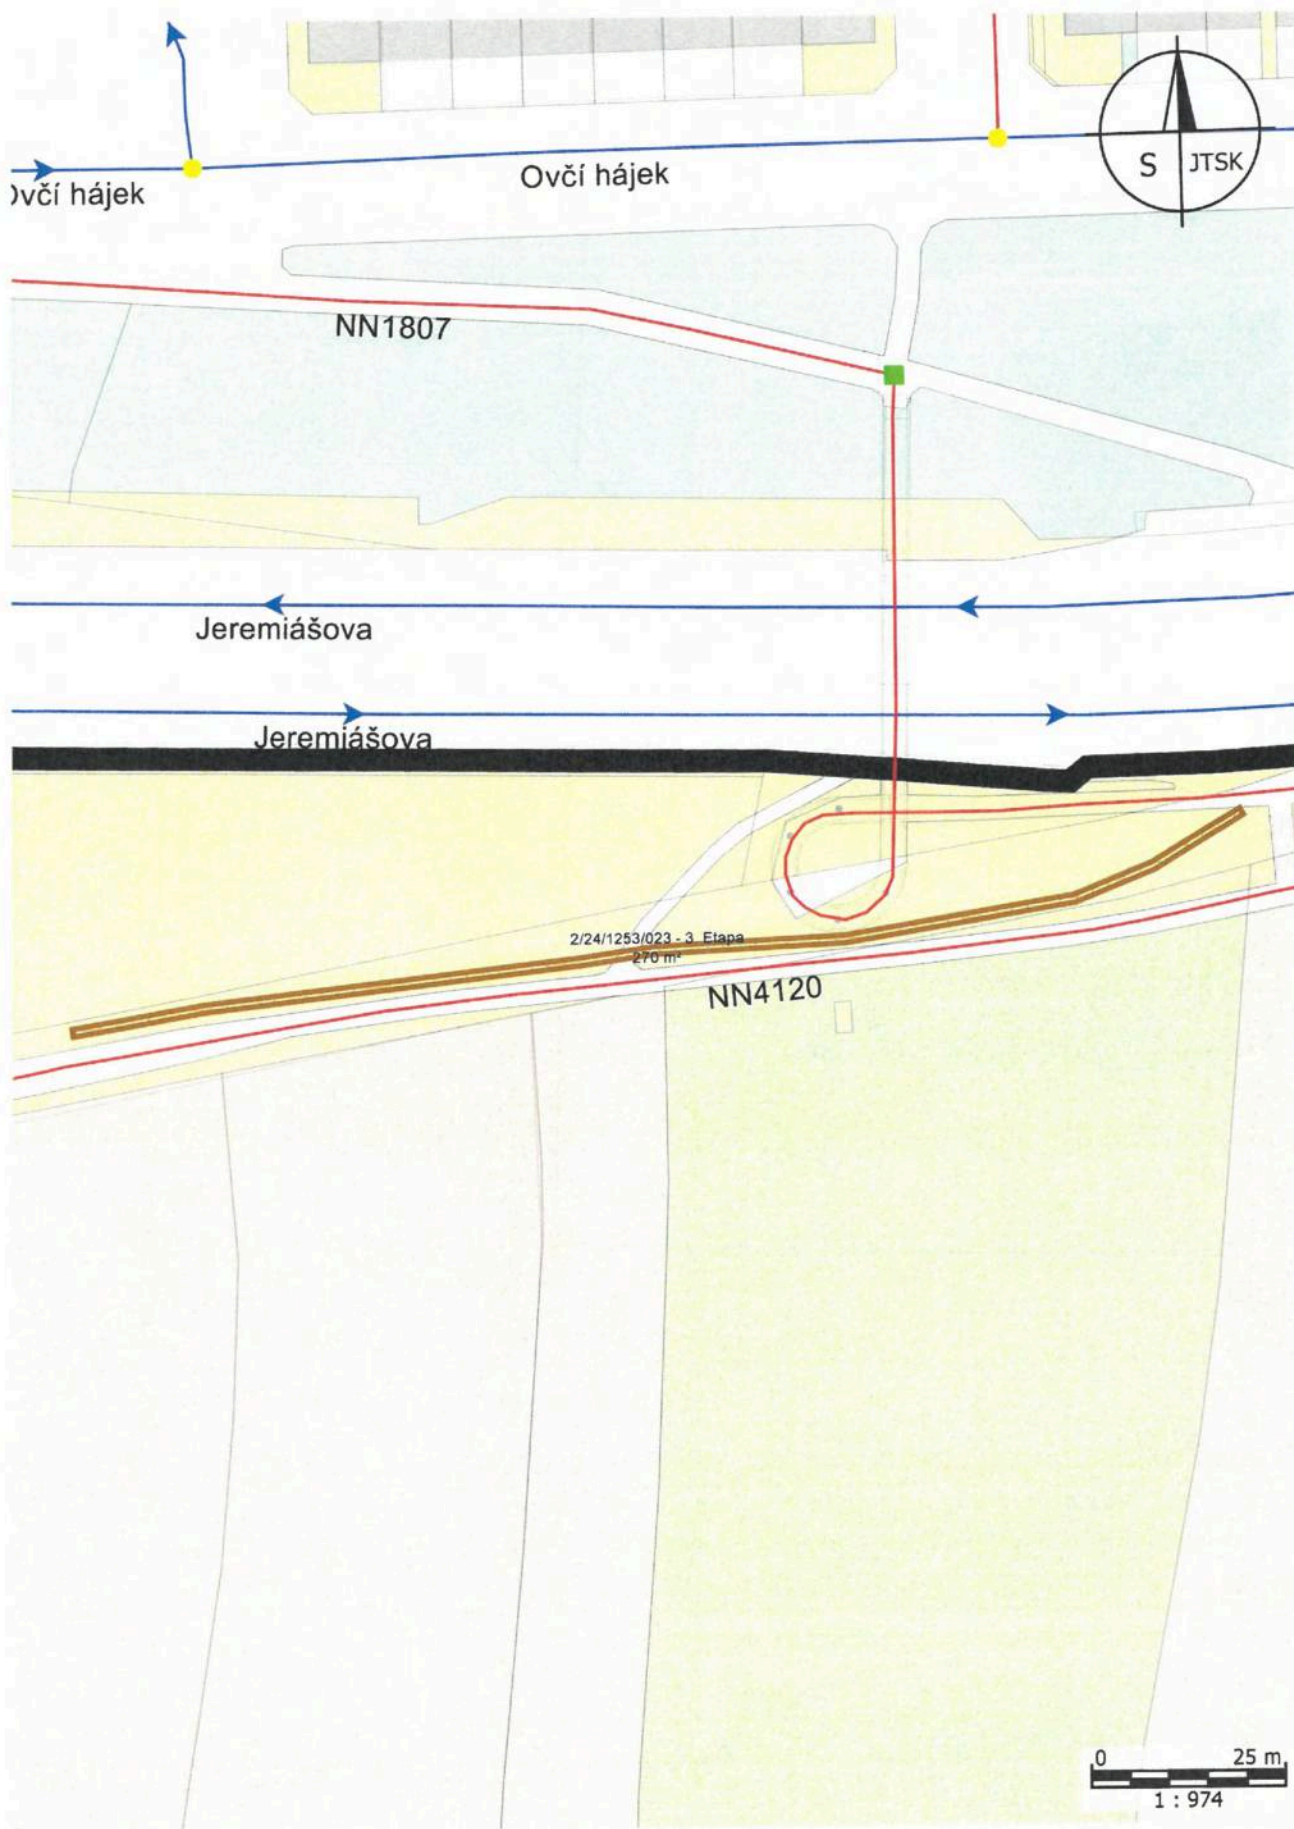 S JTSK
Ovčí hájek
Ovčí hájek
NN1807
Jeremiášova
Jeremiášova
2/24/1253/023 - 3. Etapa
270 m²
NN4120
0 25 m
1 : 974